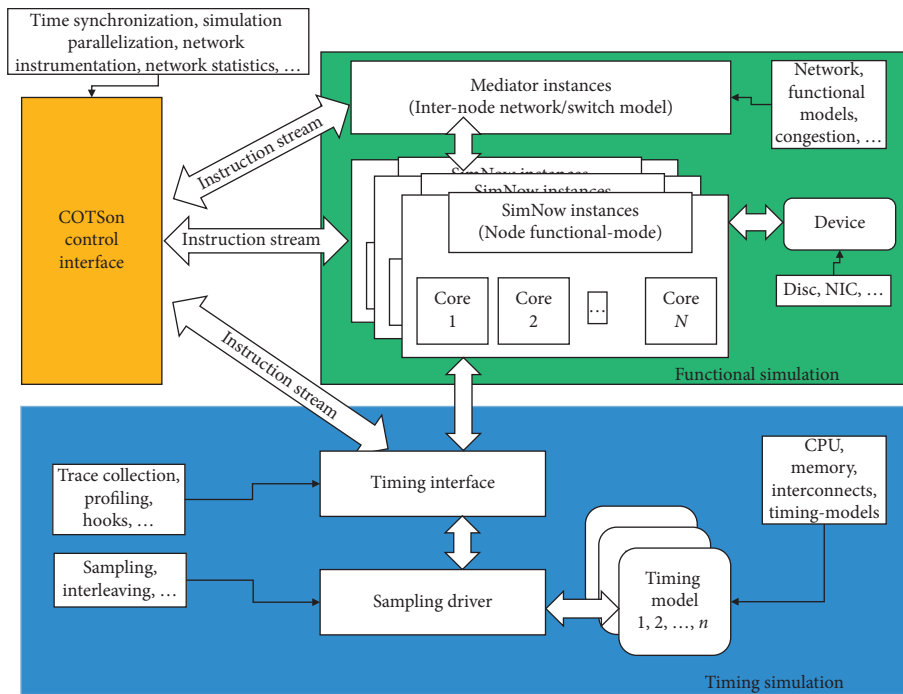 Time synchronization, simulation
parallelization, network
instrumentation, network statistics, …
Mediator instances
(Inter-node network/switch model)
Network,
functional
models,
congestion, …
Instruction stream
COTSon
control
interface
Instruction stream
SimNow instances
SimNow instances
SimNow instances
(Node functional-mode)
Device
Disc, NIC, …
Core
1
Core
2
…
Core
N
Functional simulation
Instruction stream
Timing interface
Trace collection,
profiling,
hooks, …
CPU,
memory,
interconnects,
timing-models
Sampling,
interleaving, …
Sampling driver
Timing
model
1, 2, …, n
Timing simulation